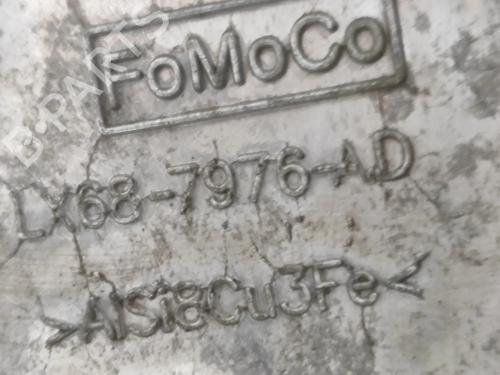 B-PARTS
FoMoCo
LX68-7976-AD
>AlSi8Cu3Fe<